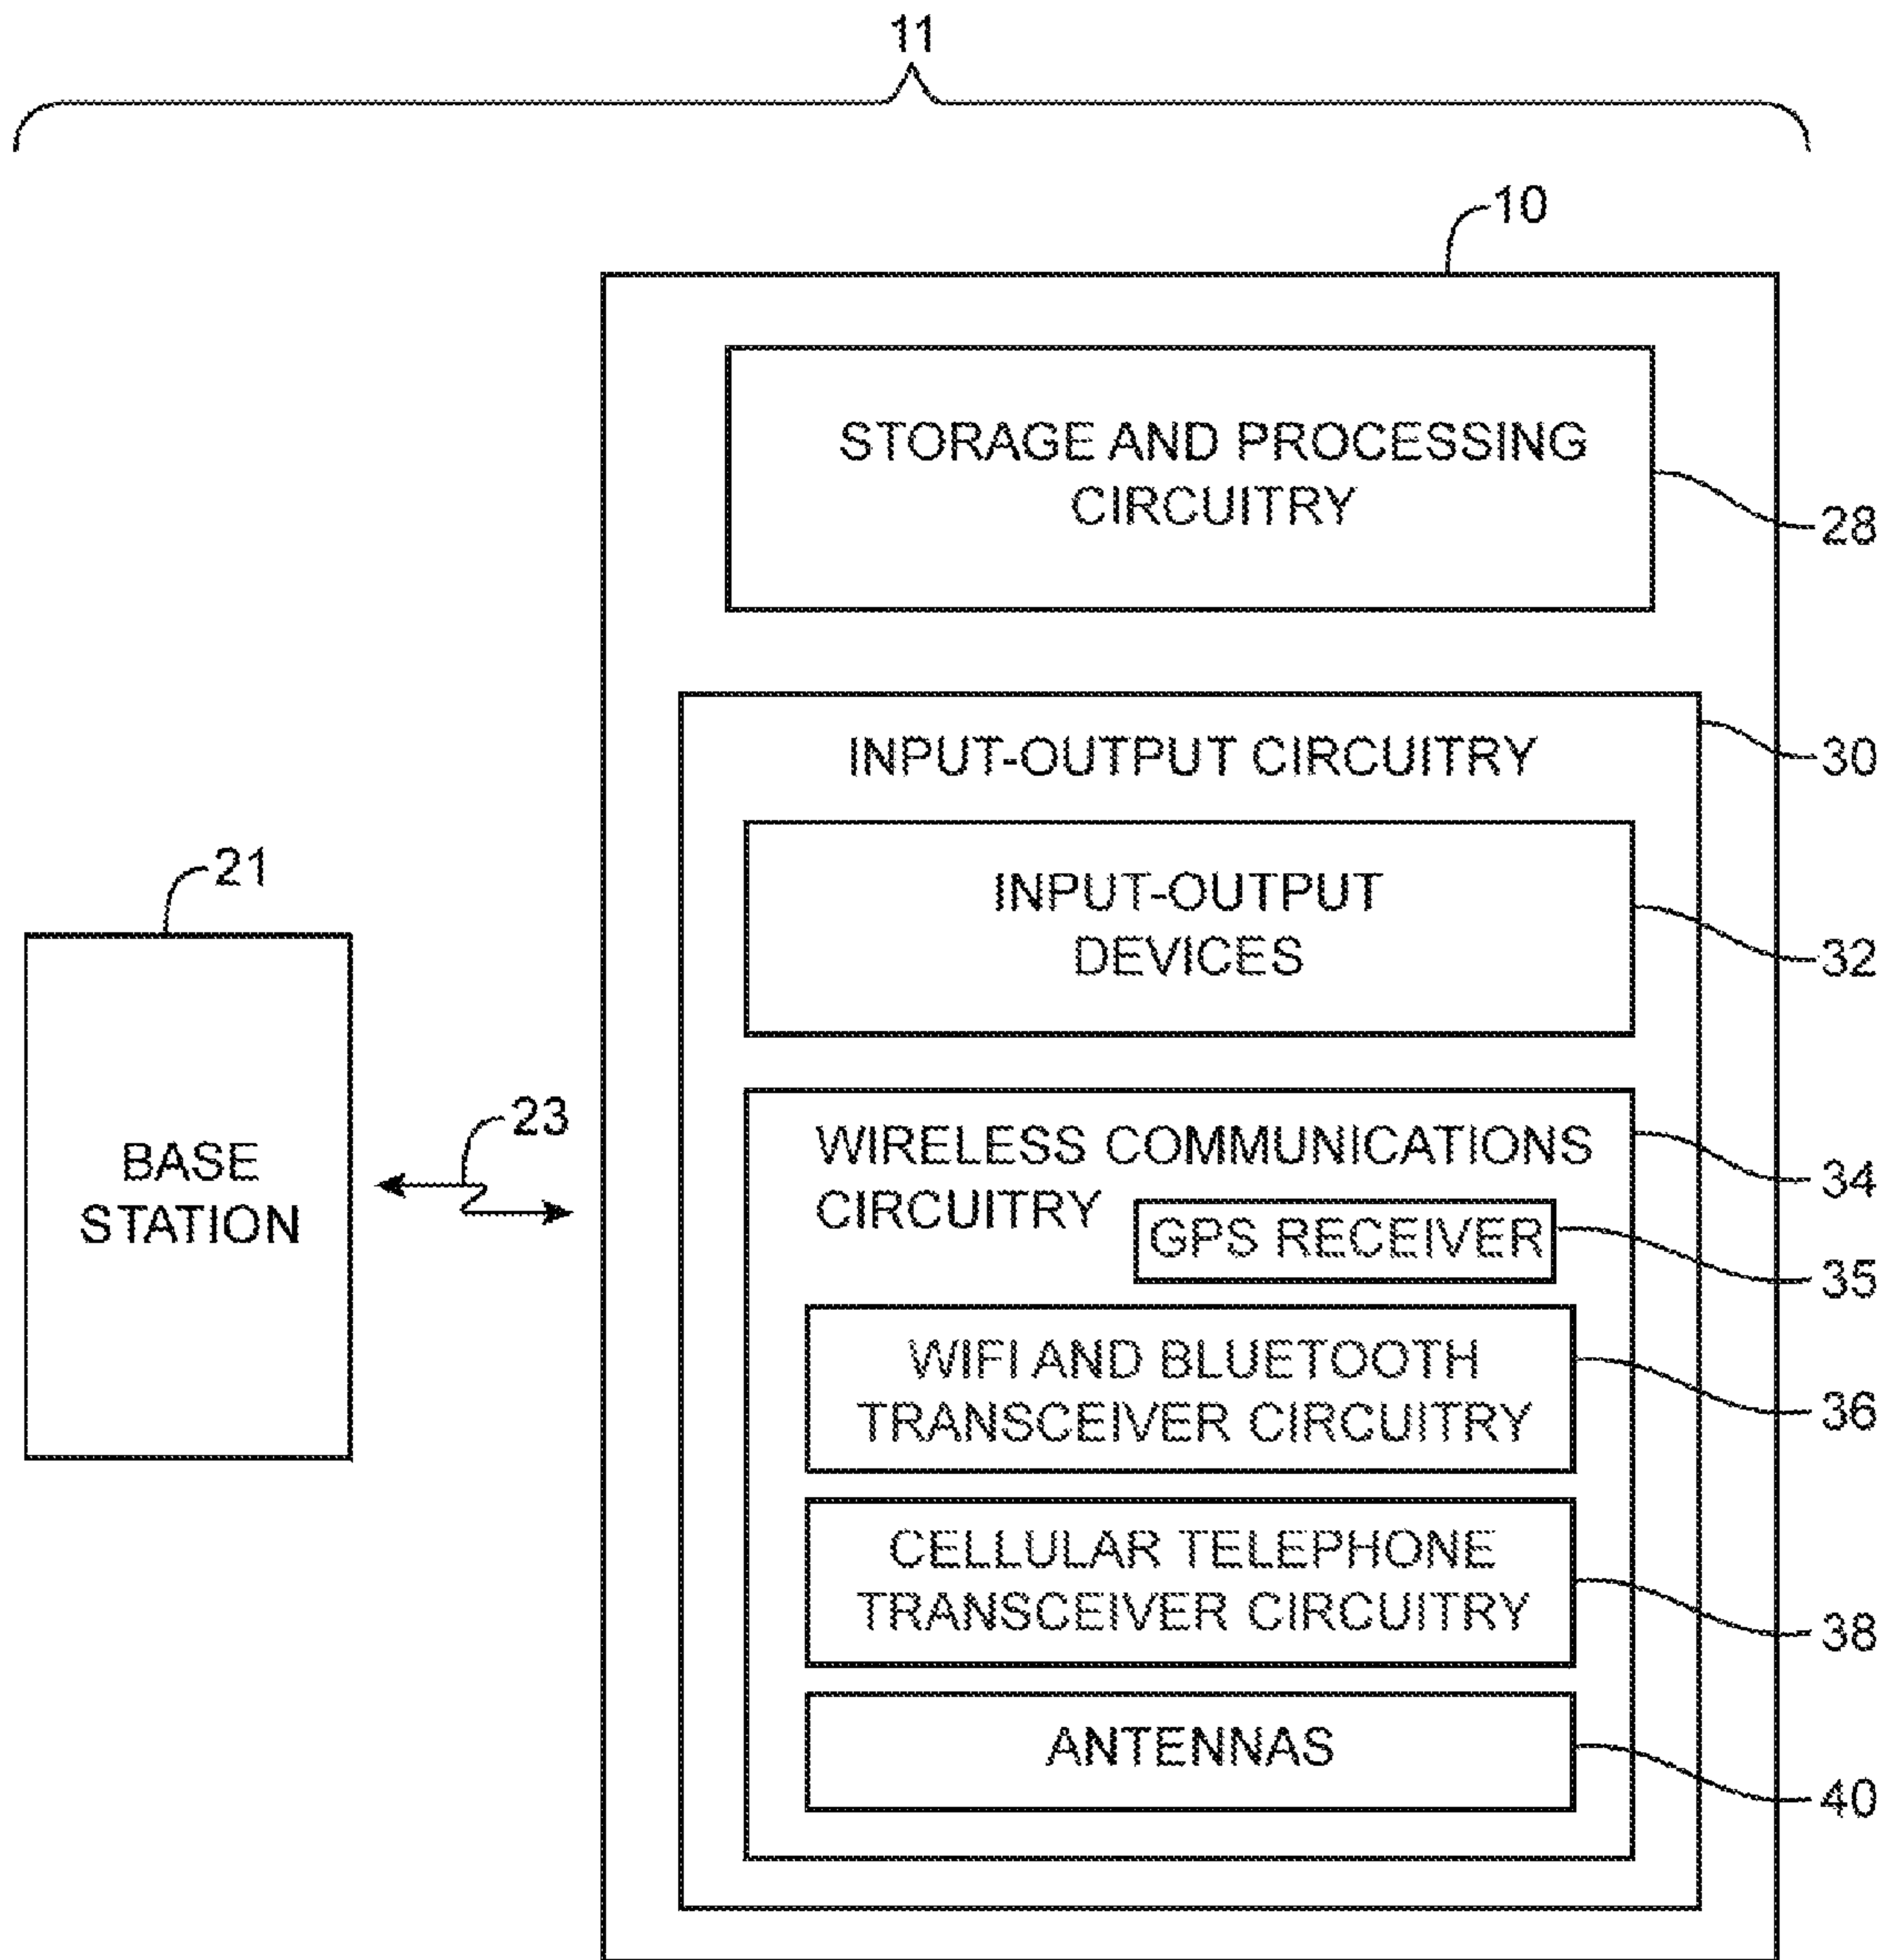 11
10
STORAGE AND PROCESSING
CIRCUITRY
28
INPUT-OUTPUT CIRCUITRY
30
INPUT-OUTPUT
DEVICES
32
21
BASE
STATION
23
WIRELESS COMMUNICATIONS
CIRCUITRY
34
GPS RECEIVER
35
WIFI AND BLUETOOTH
TRANSCEIVER CIRCUITRY
36
CELLULAR TELEPHONE
TRANSCEIVER CIRCUITRY
38
ANTENNAS
40